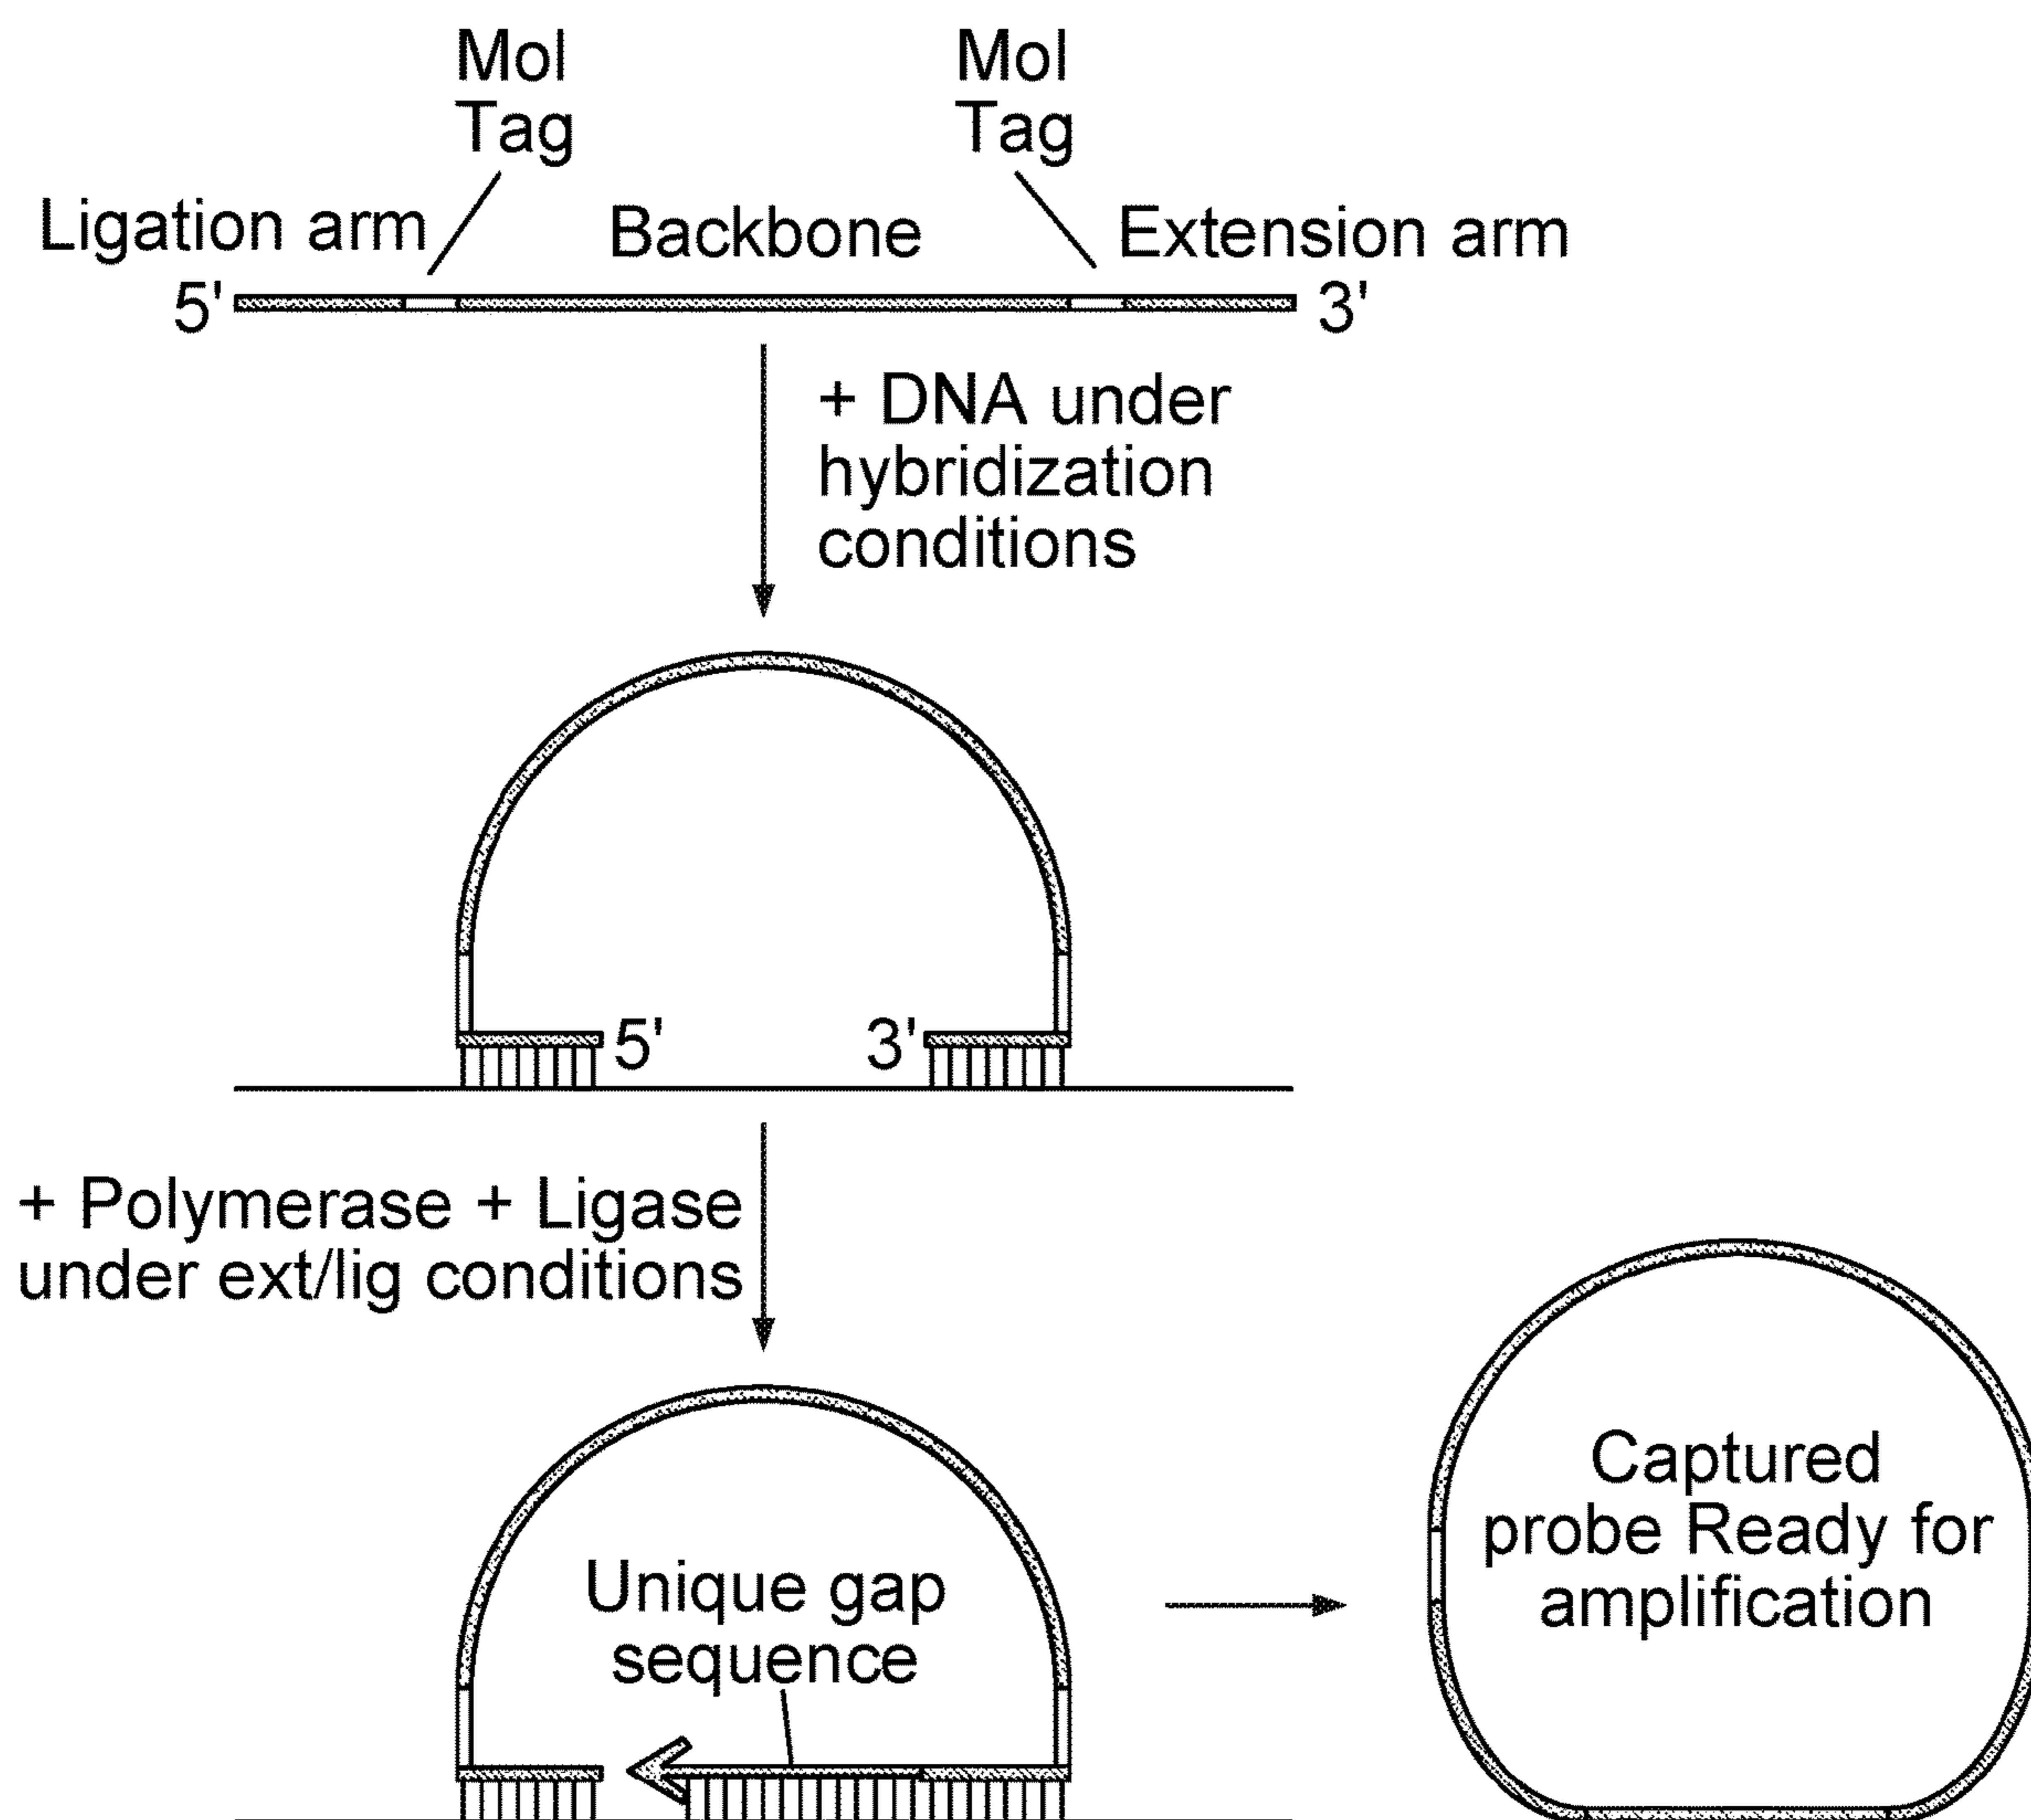 Mol
Tag
Mol
Tag
Ligation arm
Backbone
Extension arm
5'
3'
+ DNA under
hybridization
conditions
5'
3'
+ Polymerase + Ligase
under ext/lig conditions
Unique gap
sequence
Captured
probe Ready for
amplification